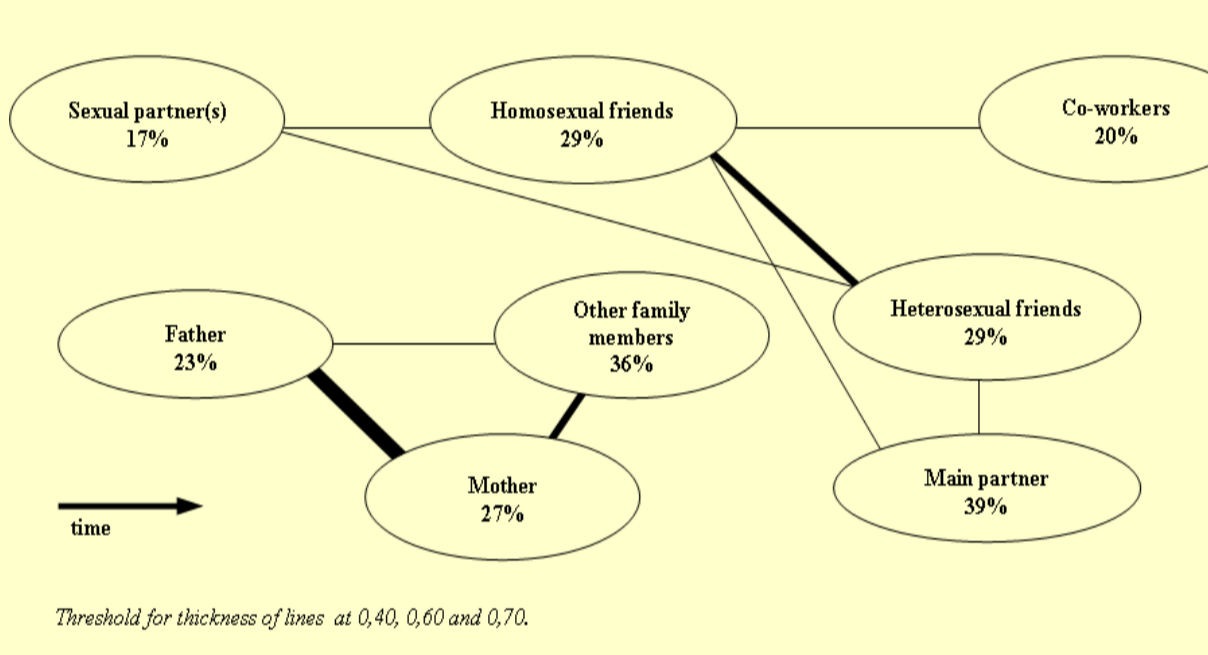 Sexual partner(s)
17%
Homosexual friends
29%
Co-workers
20%
Father
23%
Other family
members
36%
Heterosexual friends
29%
Mother
27%
Main partner
39%
time
Threshold for thickness of lines at 0,40, 0,60 and 0,70.